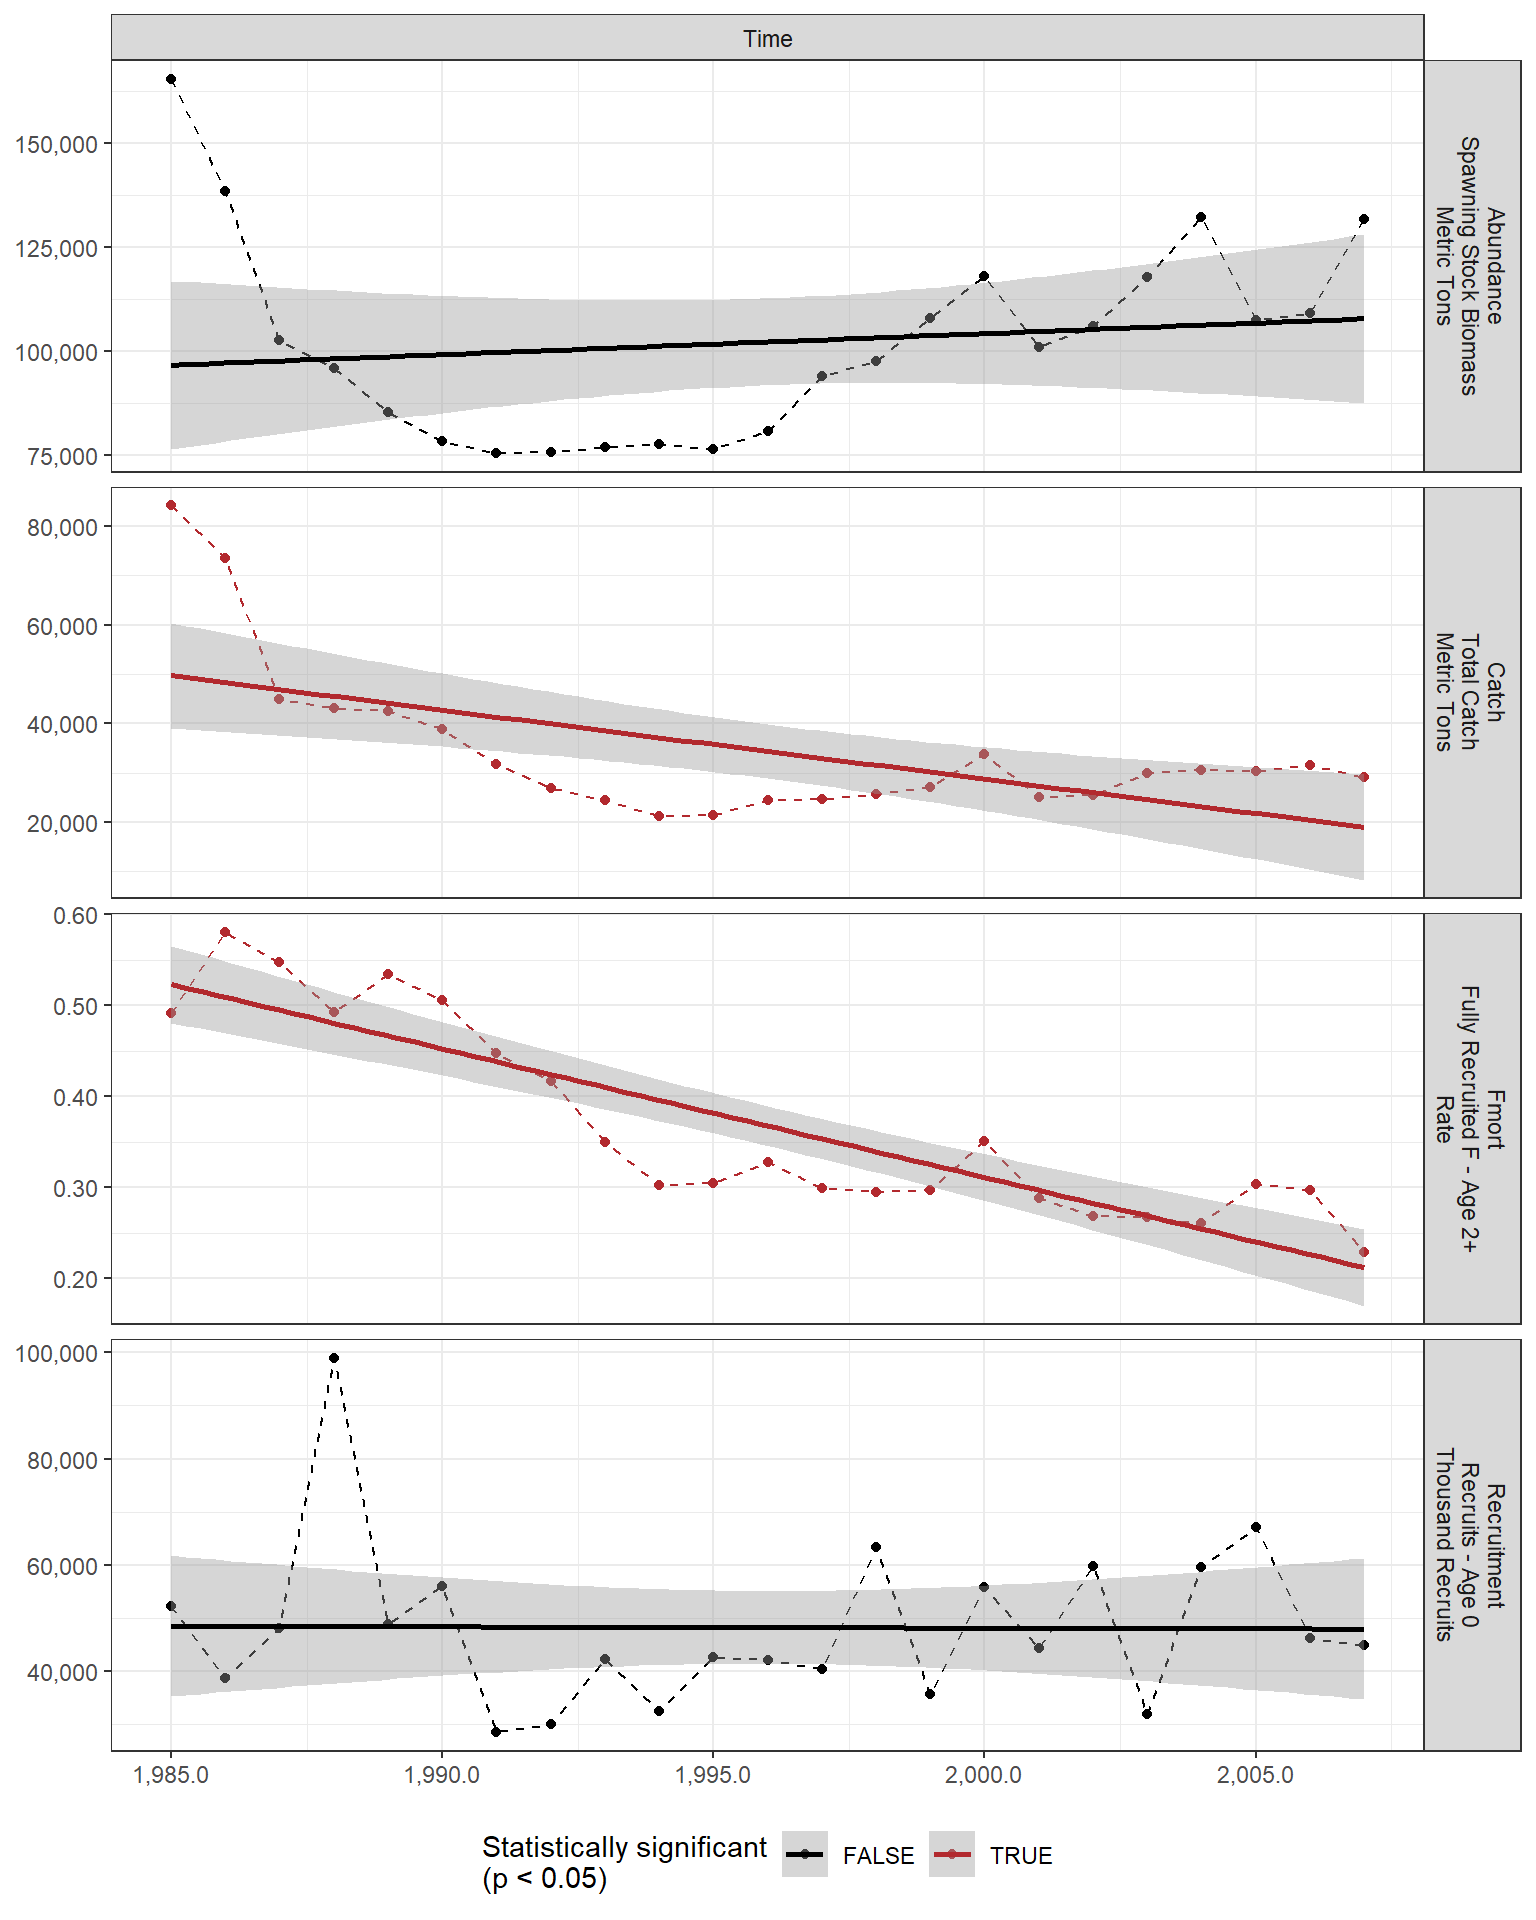 Time
150,000
125,000
100,000
75,000
Abundance
Spawning Stock Biomass
Metric Tons
80,000
60,000
40,000
20,000
Catch
Total Catch
Metric Tons
0.60
0.50
0.40
0.30
0.20
Fmort
Fully Recruited F - Age 2+
Rate
100,000
80,000
60,000
40,000
Recruitment
Recruits - Age 0
Thousand Recruits
1,985.0
1,990.0
1,995.0
2,000.0
2,005.0
Statistically significant
(p < 0.05)
FALSE
TRUE